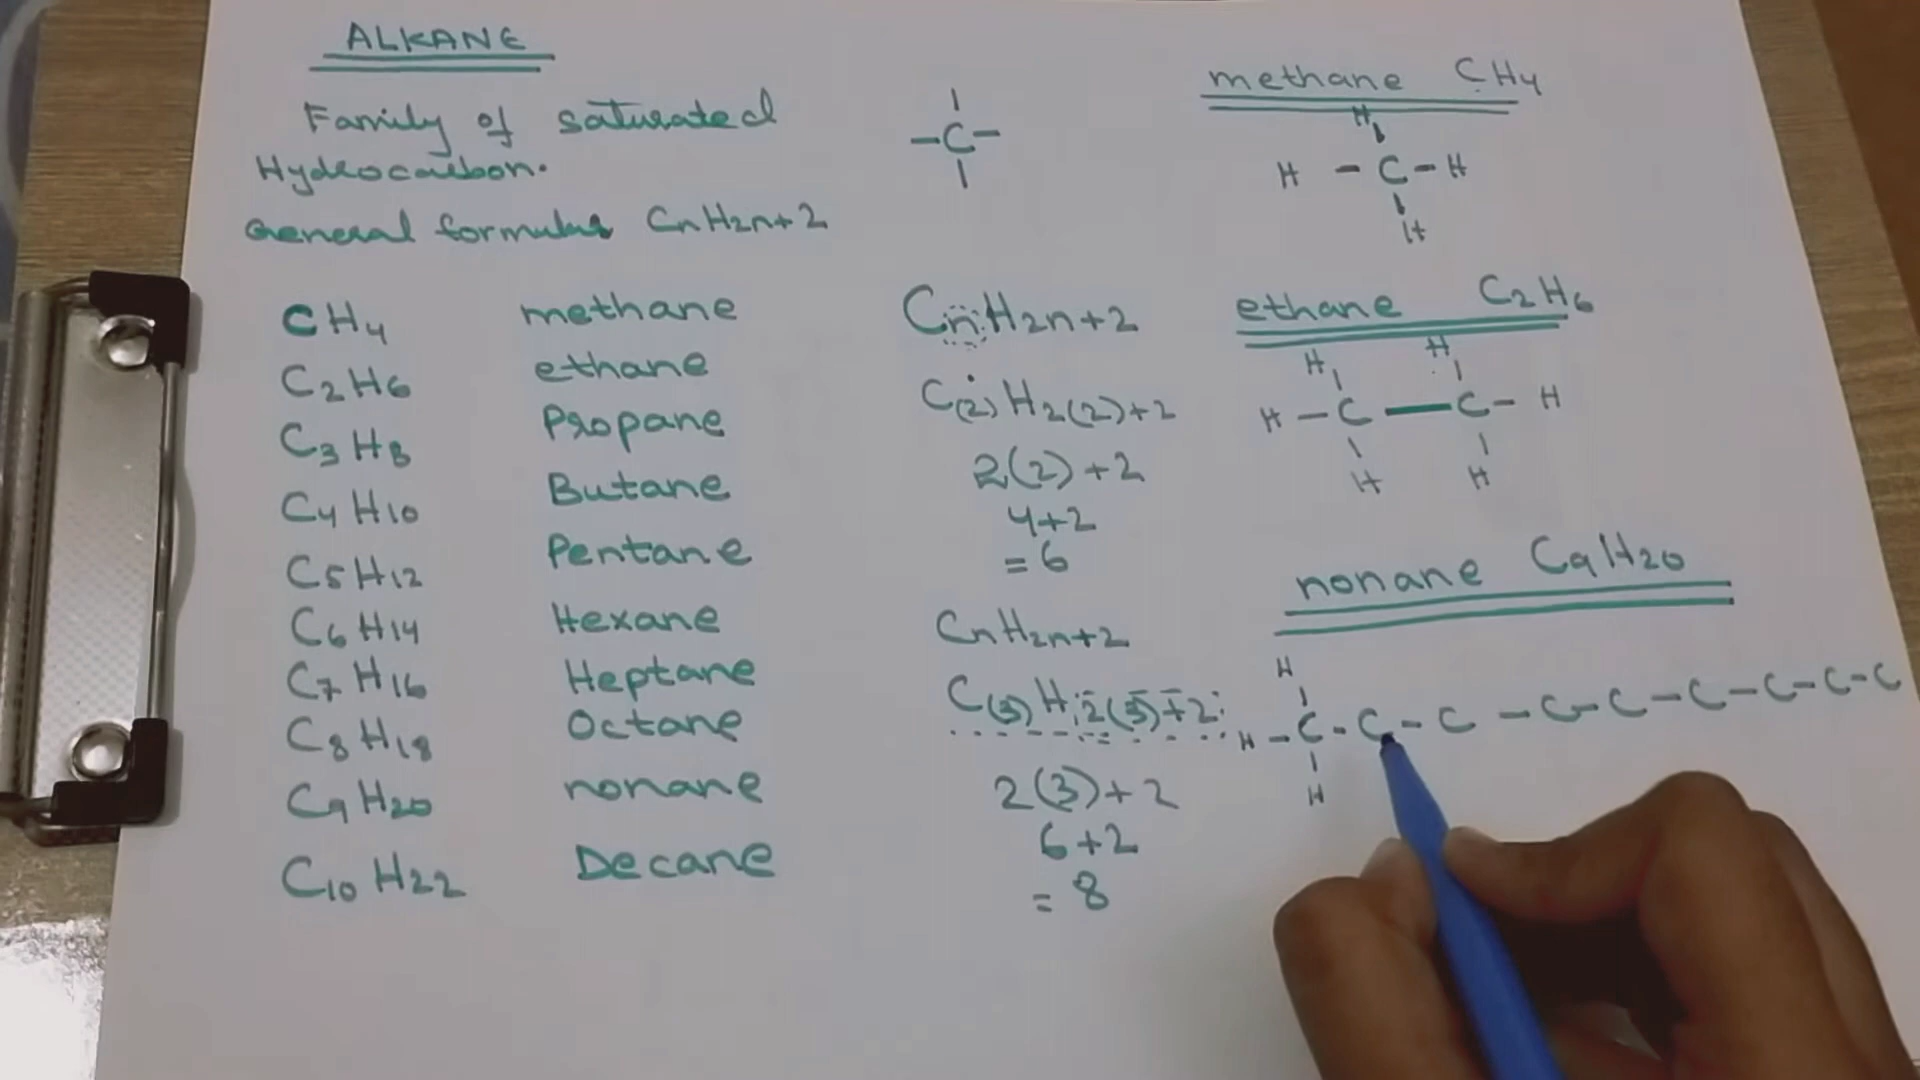 ALKANE
Family of saturated
Hydrocarbon.
General formula CnH2n+2
CH4 methane
C2H6 ethane
C3H8 Propane
C4H10 Butane
C5H12 Pentane
C6H14 Hexane
C7H16 Heptane
C8H18 Octane
C9H20 nonane
C10H22 Decane
-C-
CnH2n+2
C(2)H2(2)+2
2(2)+2
4+2
=6
CnH2n+2
C(3)H2(3)+2
2(3)+2
6+2
=8
methane CH4
H
H-C-H
H
ethane C2H6
H H
H-C-C-H
H H
nonane C9H20
H
H-C-C-C-C-C-C-C-C-C
H